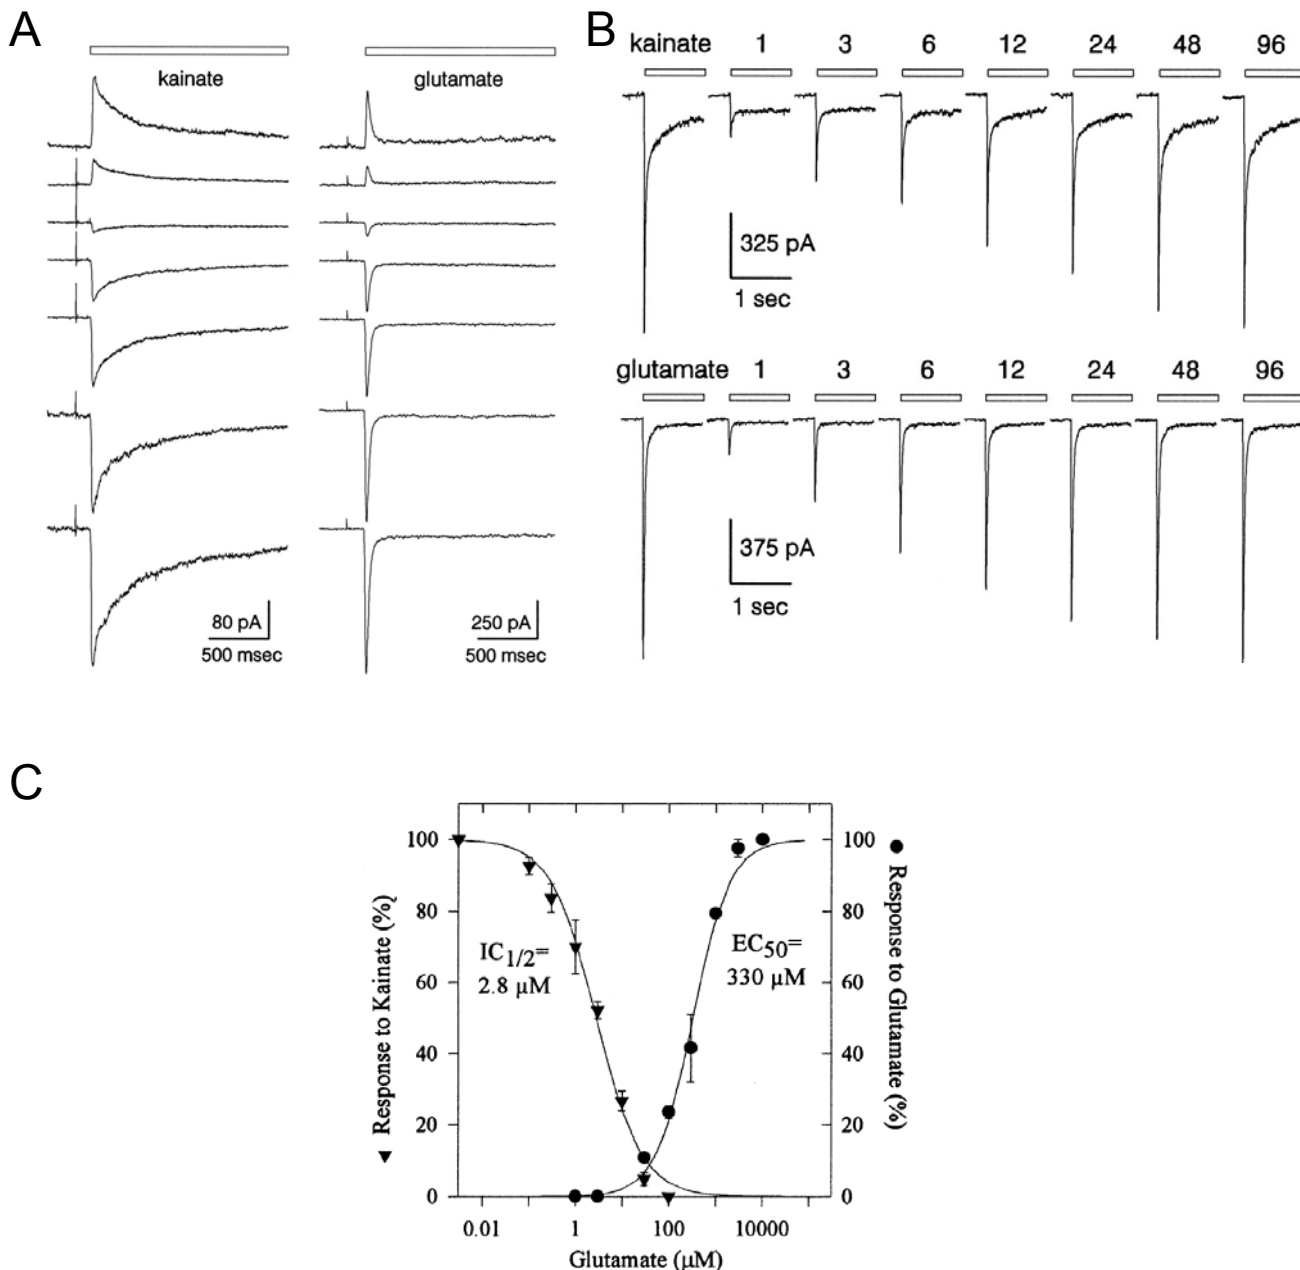 A
kainate
glutamate
80 pA
500 msec
250 pA
500 msec
B
kainate 1 3 6 12 24 48 96
325 pA
1 sec
glutamate 1 3 6 12 24 48 96
375 pA
1 sec
C
Response to Kainate (%)
100
80
60
40
20
0
IC1/2=
2.8 µM
EC50=
330 µM
100
80
60
40
20
0
Response to Glutamate (%)
0.01 1 100 10000
Glutamate (µM)